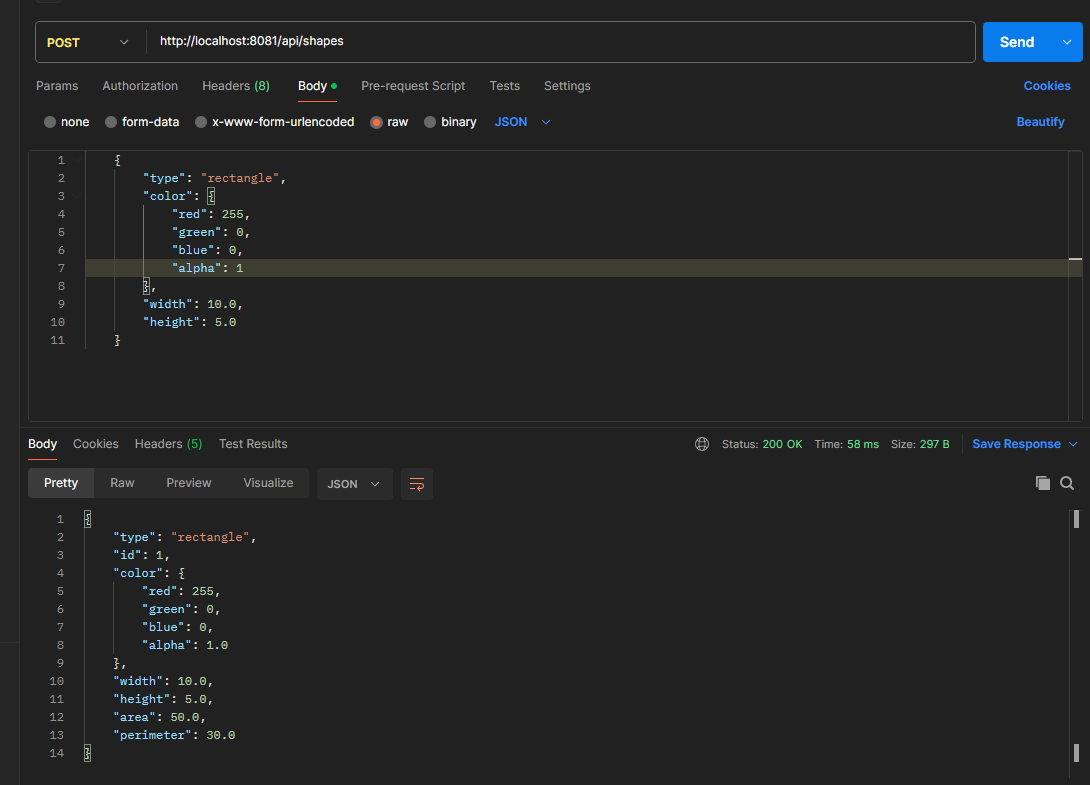 POST http://localhost:8081/api/shapes Send
Params Authorization Headers (8) Body Pre-request Script Tests Settings Cookies
none form-data x-www-form-urlencoded raw binary JSON Beautify
1 {
2 "type": "rectangle",
3 "color": {
4 "red": 255,
5 "green": 0,
6 "blue": 0,
7 "alpha": 1
8 },
9 "width": 10.0,
10 "height": 5.0
11 }
Body Cookies Headers (5) Test Results Status: 200 OK Time: 58 ms Size: 297 B Save Response
Pretty Raw Preview Visualize JSON
1 {
2 "type": "rectangle",
3 "id": 1,
4 "color": {
5 "red": 255,
6 "green": 0,
7 "blue": 0,
8 "alpha": 1.0
9 },
10 "width": 10.0,
11 "height": 5.0,
12 "area": 50.0,
13 "perimeter": 30.0
14 }